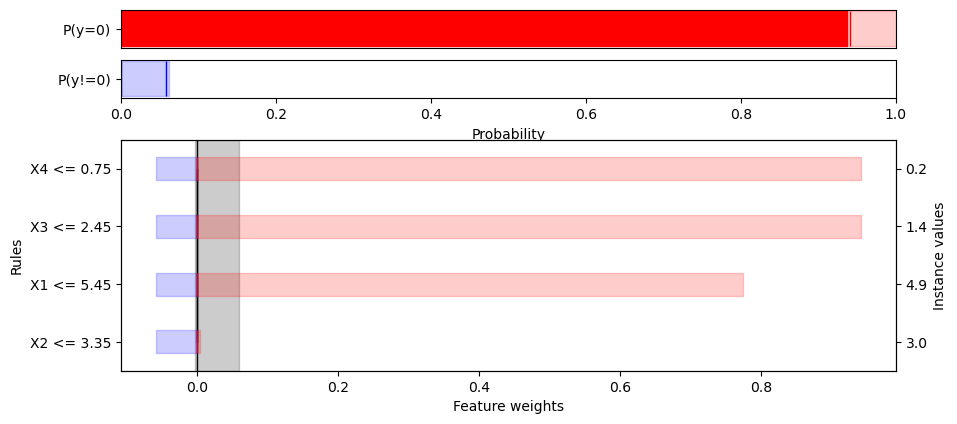 P(y=0)
P(y!=0)
0.0 0.2 0.4 0.6 0.8 1.0
Probability
X4 <= 0.75 0.2
X3 <= 2.45 1.4
X1 <= 5.45 4.9
X2 <= 3.35 3.0
Rules
Instance values
0.0 0.2 0.4 0.6 0.8
Feature weights